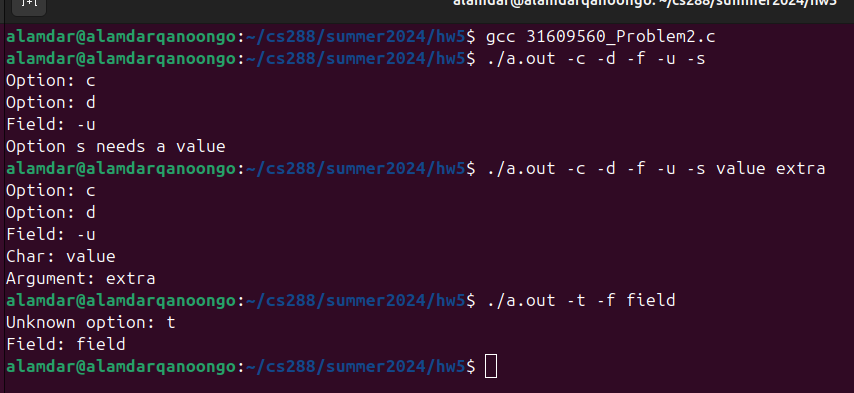 alamdar@alamdarqanoongo: ~/cs288/summer2024/hw5
alamdar@alamdarqanoongo:~/cs288/summer2024/hw5$ gcc 31609560_Problem2.c
alamdar@alamdarqanoongo:~/cs288/summer2024/hw5$ ./a.out -c -d -f -u -s
Option: c
Option: d
Field: -u
Option s needs a value
alamdar@alamdarqanoongo:~/cs288/summer2024/hw5$ ./a.out -c -d -f -u -s value extra
Option: c
Option: d
Field: -u
Char: value
Argument: extra
alamdar@alamdarqanoongo:~/cs288/summer2024/hw5$ ./a.out -t -f field
Unknown option: t
Field: field
alamdar@alamdarqanoongo:~/cs288/summer2024/hw5$